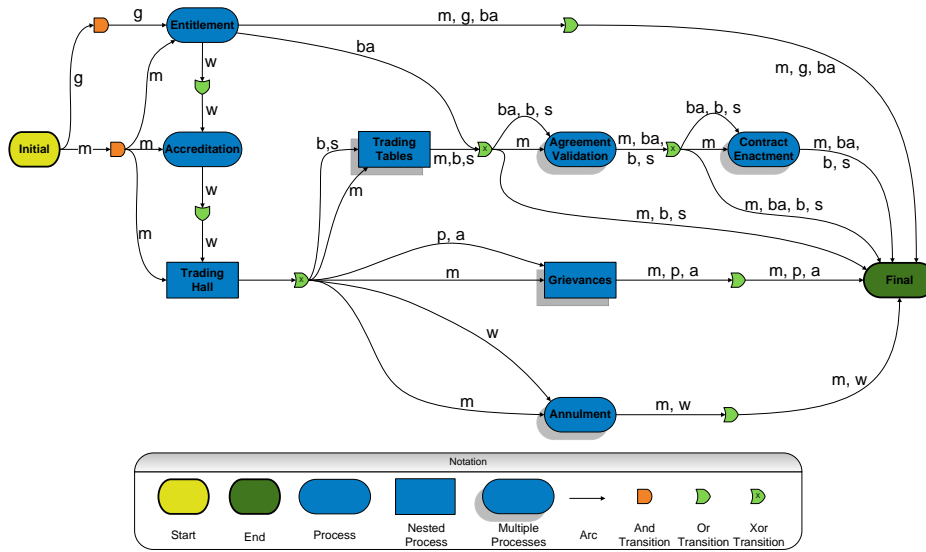 g
Entitlement
m, g, ba
g
m
ba
w
w
m, g, ba
Initial
m
m
Accreditation
b,s
Trading
Tables
m,b,s
ba, b, s
m
Agreement
Validation
m, ba,
b, s
ba, b, s
m
Contract
Enactment
m, ba,
b, s
w
m
w
m
m, b, s
m, ba, b, s
Trading
Hall
x
x
x
p, a
m
Grievances
m, p, a
m, p, a
Final
w
m
Annulment
m, w
m, w
Notation
Start
End
Process
Nested
Process
Multiple
Processes
Arc
And
Transition
Or
Transition
x
Xor
Transition